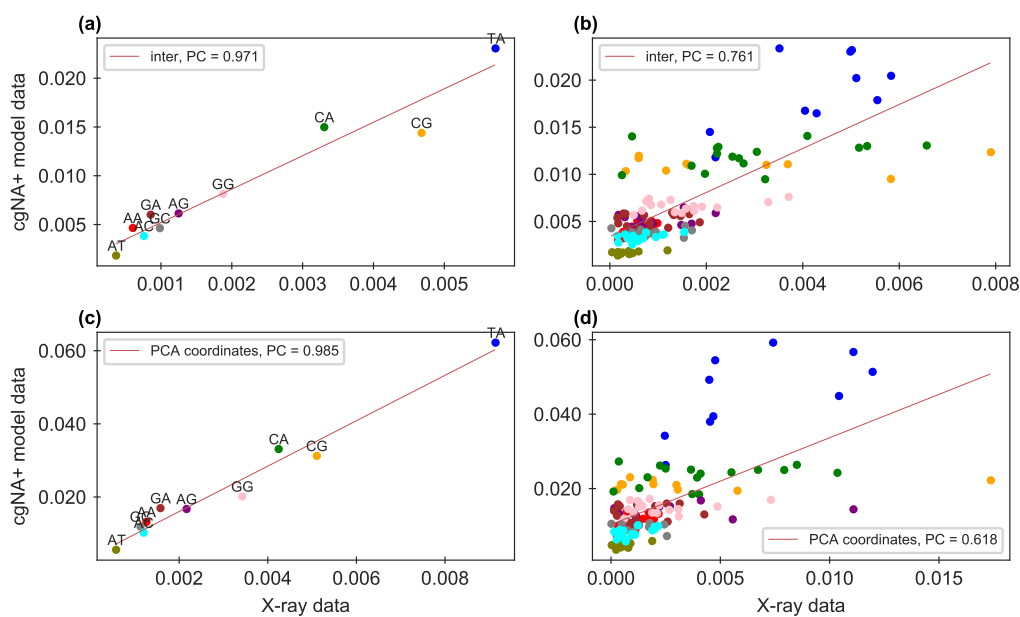 (a)
(b)
inter, PC = 0.971
TA
CA
CG
GG
GA
AG
AA
GC
AC
AT
0.020
0.015
0.010
0.005
cgNA+ model data
0.001
0.002
0.003
0.004
0.005
inter, PC = 0.761
0.020
0.015
0.010
0.005
0.000
0.002
0.004
0.006
0.008
(c)
(d)
PCA coordinates, PC = 0.985
TA
CA
CG
GG
GA
AG
AA
GC
AC
AT
0.060
0.040
0.020
cgNA+ model data
0.002
0.004
0.006
0.008
X-ray data
0.060
0.040
0.020
PCA coordinates, PC = 0.618
0.000
0.005
0.010
0.015
X-ray data